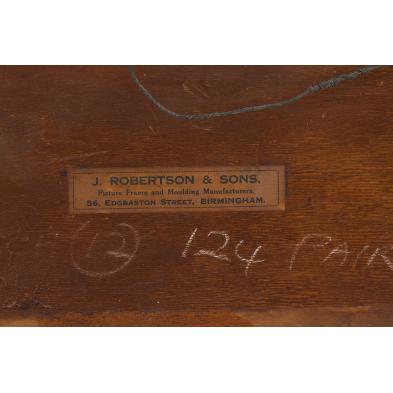 J. ROBERTSON & SONS,
Picture Frame and Moulding Manufacturers,
56, EDGBASTON STREET, BIRMINGHAM.
12 124 PAIR